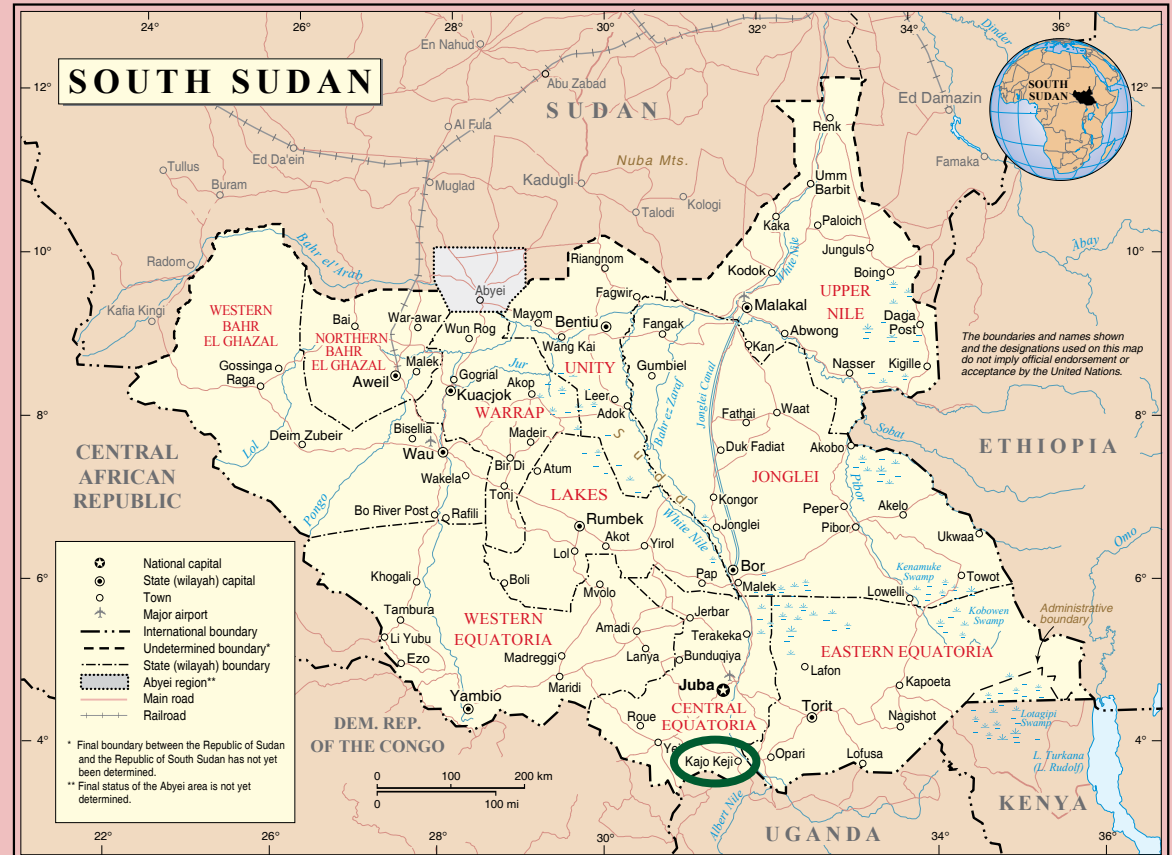 24°
28°
30°
36°
SOUTH SUDAN
SUDAN
En Nahud
Abu Zabad
Al Fula
Ed Da'ein
Tullus
Buram
Muglad
Nuba Mts.
Kadugli
Talodi
Kologi
Radom
Kafia Kingi
Dinder
Ed Damazin
Famaka
Abay
SOUTH
SUDAN
12°
12°
10°
10°
8°
8°
6°
6°
4°
4°
Renk
Umm
Barbit
Kaka
Paloich
Junguls
Boing
Kodok
White Nile
Malakal
UPPER
NILE
Daga
Post
Abwong
Kan
Nasser
Kigille
Bahr el'Arab
Abyei
Riangnom
Fagwir
Mayom
Bentiu
Fangak
Wang Kai
UNITY
Gumbiel
Leer
Adok
Bahr ez Zaraf
Jonglei Canal
WESTERN
BAHR
EL GHAZAL
NORTHERN
BAHR
EL GHAZAL
Bai
War-awar
Wun Rog
Malek
Gossinga
Raga
Aweil
Gogrial
Jur
Akop
Kuacjok
WARRAP
Deim Zubeir
Bisellia
Madeir
Wau
Bir Di
Atum
Wakela
Tonj
LAKES
Sudd
Lol
Pongo
Bo River Post
Rafili
Rumbek
Akot
Yirol
Lol
Fathai
Waat
Duk Fadiat
Akobo
Sobat
JONGLEI
Kongor
Peper
Akelo
Pibor
Pibor
Jonglei
White Nile
Ukwaa
Bor
Malek
Pap
Kenamuke
Swamp
Towot
Lowelli
Kobowen
Swamp
Administrative
boundary
Khogali
Boli
Mvolo
Tambura
Li Yubu
Ezo
WESTERN
EQUATORIA
Amadi
Jerbar
Terakeka
Lanya
Bunduqiya
Madreggi
Maridi
Yambio
Juba
CENTRAL
EQUATORIA
Roue
Kajo Keji
EASTERN EQUATORIA
Lafon
Kapoeta
Torit
Nagishot
Opari
Lofusa
Albert Nile
Lotagipi
Swamp
L. Turkana
(L. Rudolf)
Omo
CENTRAL
AFRICAN
REPUBLIC
DEM. REP.
OF THE CONGO
UGANDA
KENYA
ETHIOPIA
The boundaries and names shown
and the designations used on this map
do not imply official endorsement or
acceptance by the United Nations.
National capital
State (wilayah) capital
Town
Major airport
International boundary
Undetermined boundary*
State (wilayah) boundary
Abyei region**
Main road
Railroad
* Final boundary between the Republic of Sudan
and the Republic of South Sudan has not yet
been determined.
** Final status of the Abyei area is not yet
determined.
0 100 200 km
0 100 mi
22°
26°
28°
30°
34°
36°